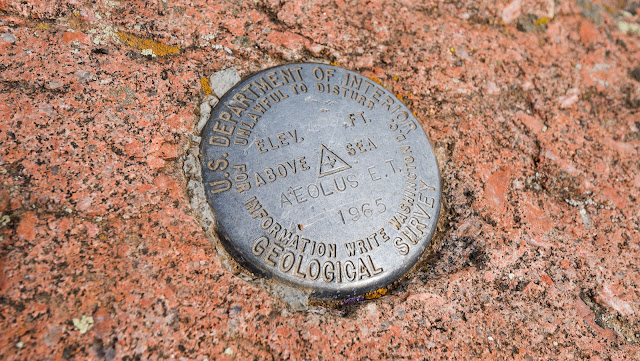 U.S. DEPARTMENT OF INTERIOR
UNLAWFUL TO DISTURB
ELEV. FT.
ABOVE SEA
AEOLUS E.T.
1965
FOR INFORMATION WRITE WASHINGTON, D.C.
GEOLOGICAL SURVEY